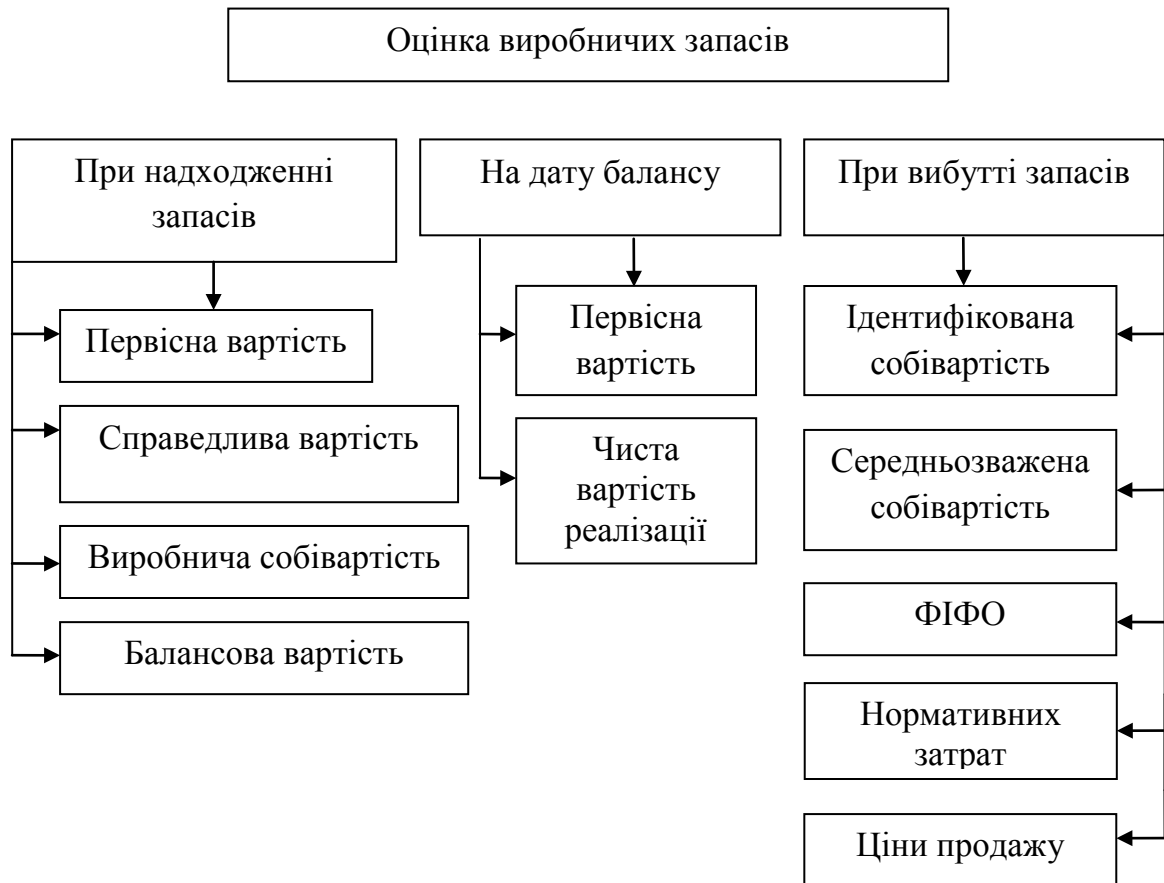 Оцінка виробничих запасів
При надходженні
запасів
Первісна вартість
Справедлива вартість
Виробнича собівартість
Балансова вартість
На дату балансу
Первісна
вартість
Чиста
вартість
реалізації
При вибутті запасів
Ідентифікована
собівартість
Середньозважена
собівартість
ФІФО
Нормативних
затрат
Ціни продажу